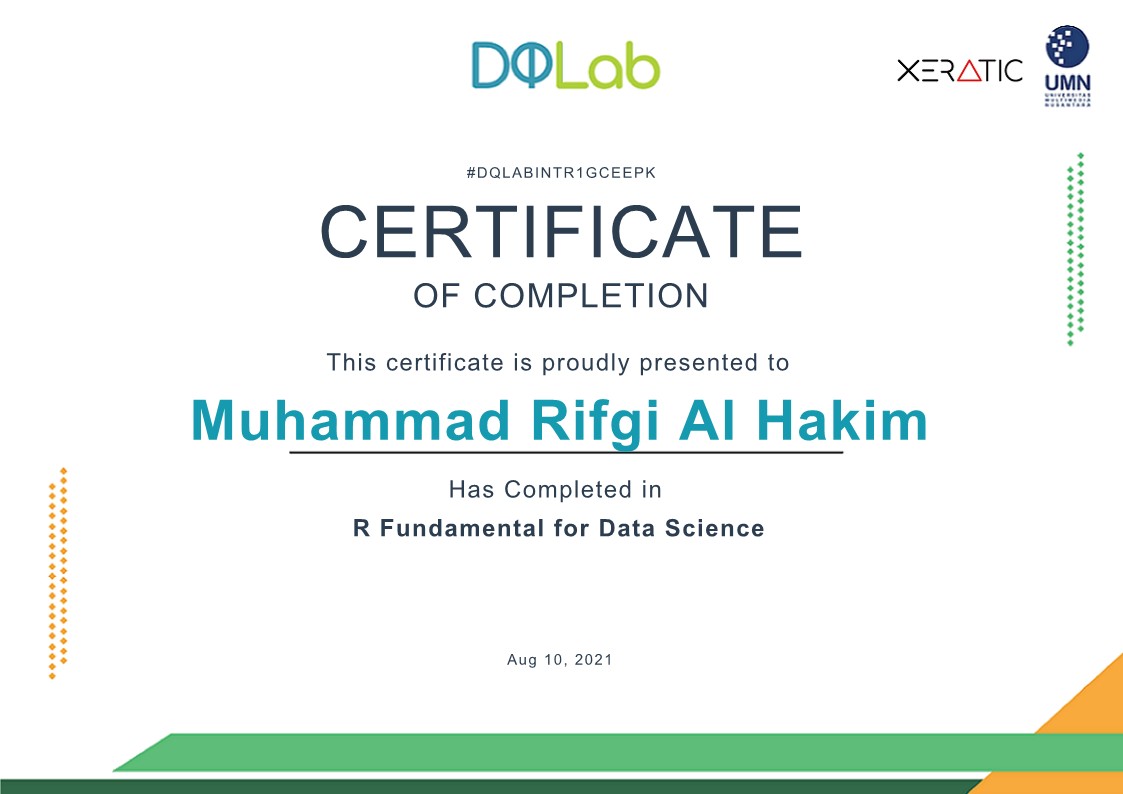 DQLab
XERATIC
UMN
UNIVERSITAS
MULTIMEDIA
NUSANTARA
#DQLABINTR1GCEEPK
CERTIFICATE
OF COMPLETION
This certificate is proudly presented to
Muhammad Rifgi Al Hakim
Has Completed in
R Fundamental for Data Science
Aug 10, 2021